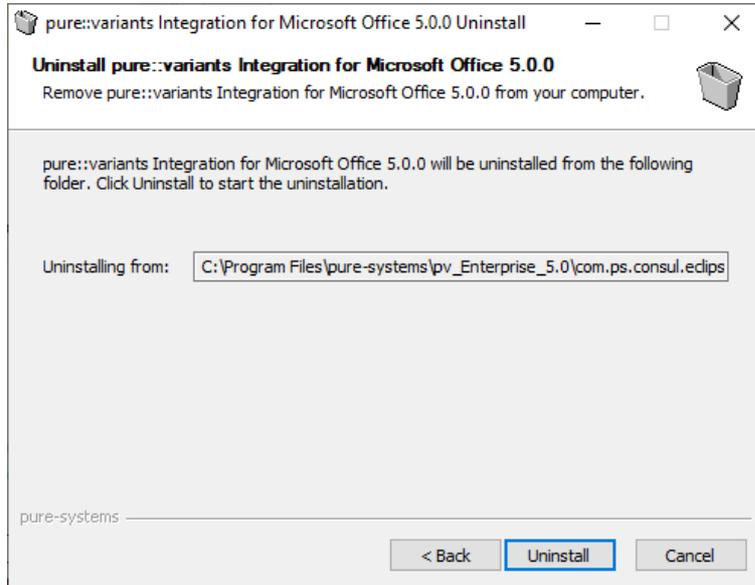 pure::variants Integration for Microsoft Office 5.0.0 Uninstall
Uninstall pure::variants Integration for Microsoft Office 5.0.0
Remove pure::variants Integration for Microsoft Office 5.0.0 from your computer.
pure::variants Integration for Microsoft Office 5.0.0 will be uninstalled from the following
folder. Click Uninstall to start the uninstallation.
Uninstalling from: C:\Program Files\pure-systems\pv_Enterprise_5.0\com.ps.consul.eclips
pure-systems
< Back Uninstall Cancel